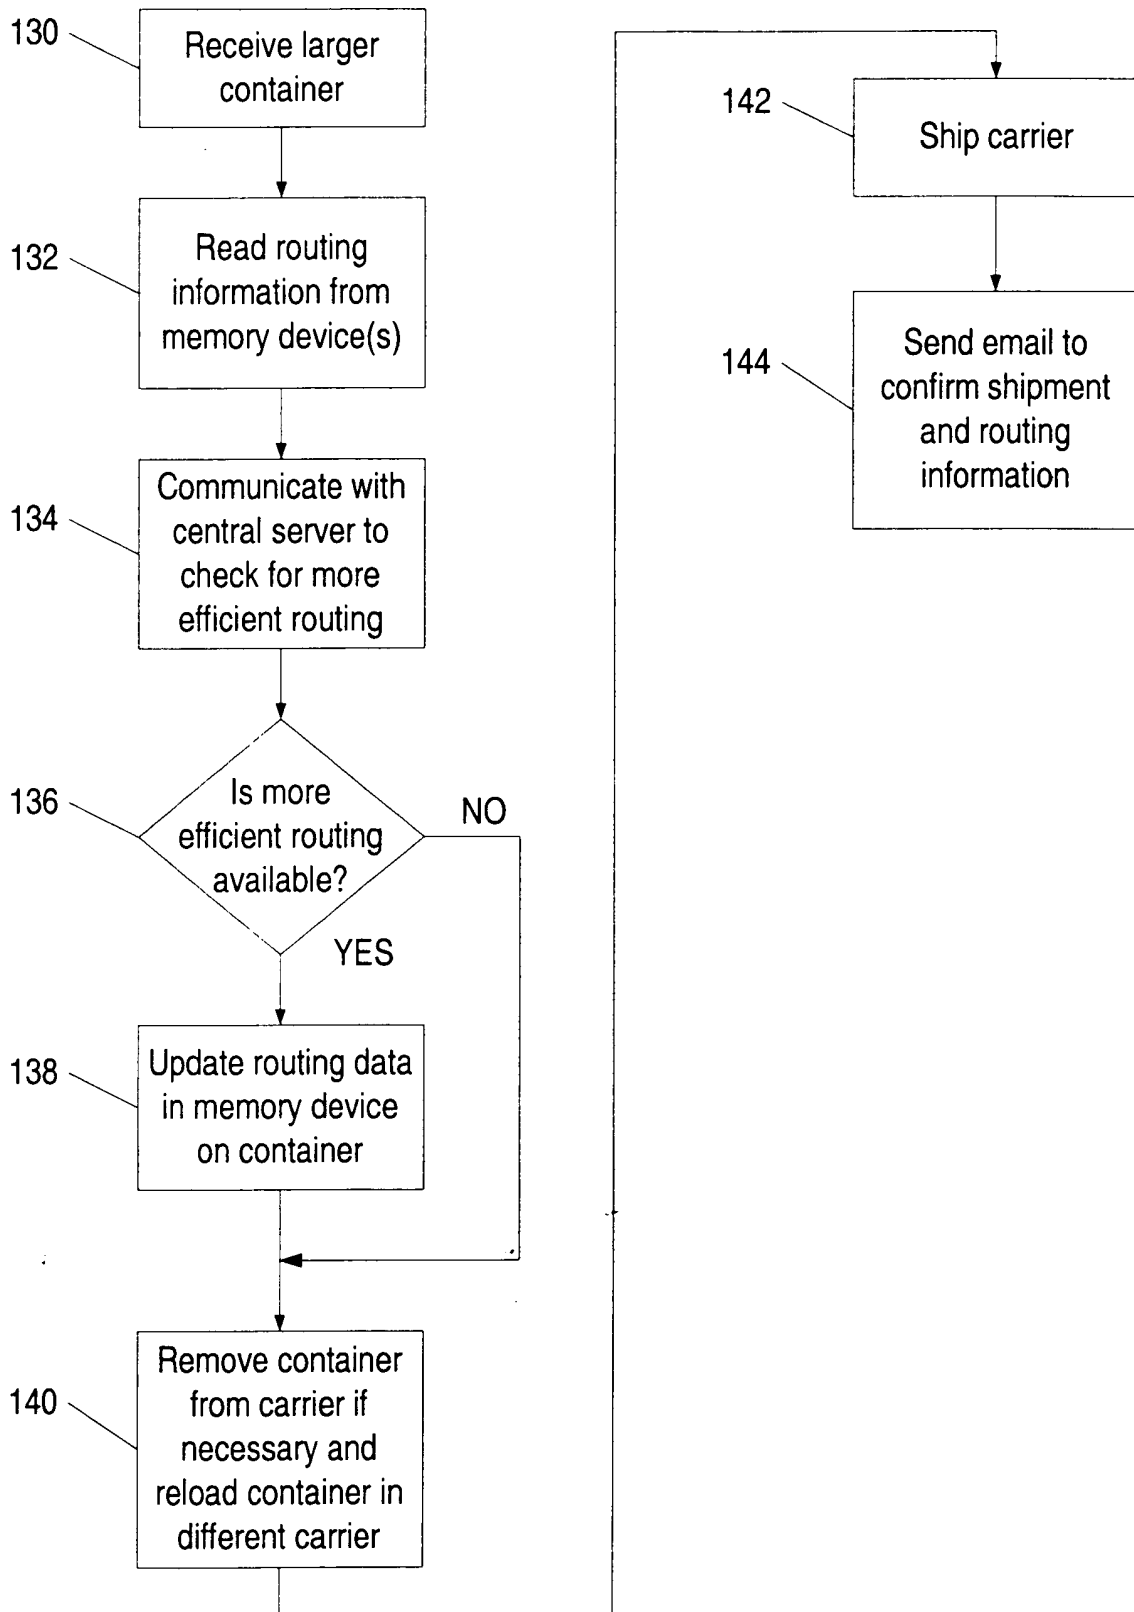 130
Receive larger
container
132
Read routing
information from
memory device(s)
134
Communicate with
central server to
check for more
efficient routing
136
Is more
efficient routing
available?
NO
YES
138
Update routing data
in memory device
on container
140
Remove container
from carrier if
necessary and
reload container in
different carrier
142
Ship carrier
144
Send email to
confirm shipment
and routing
information